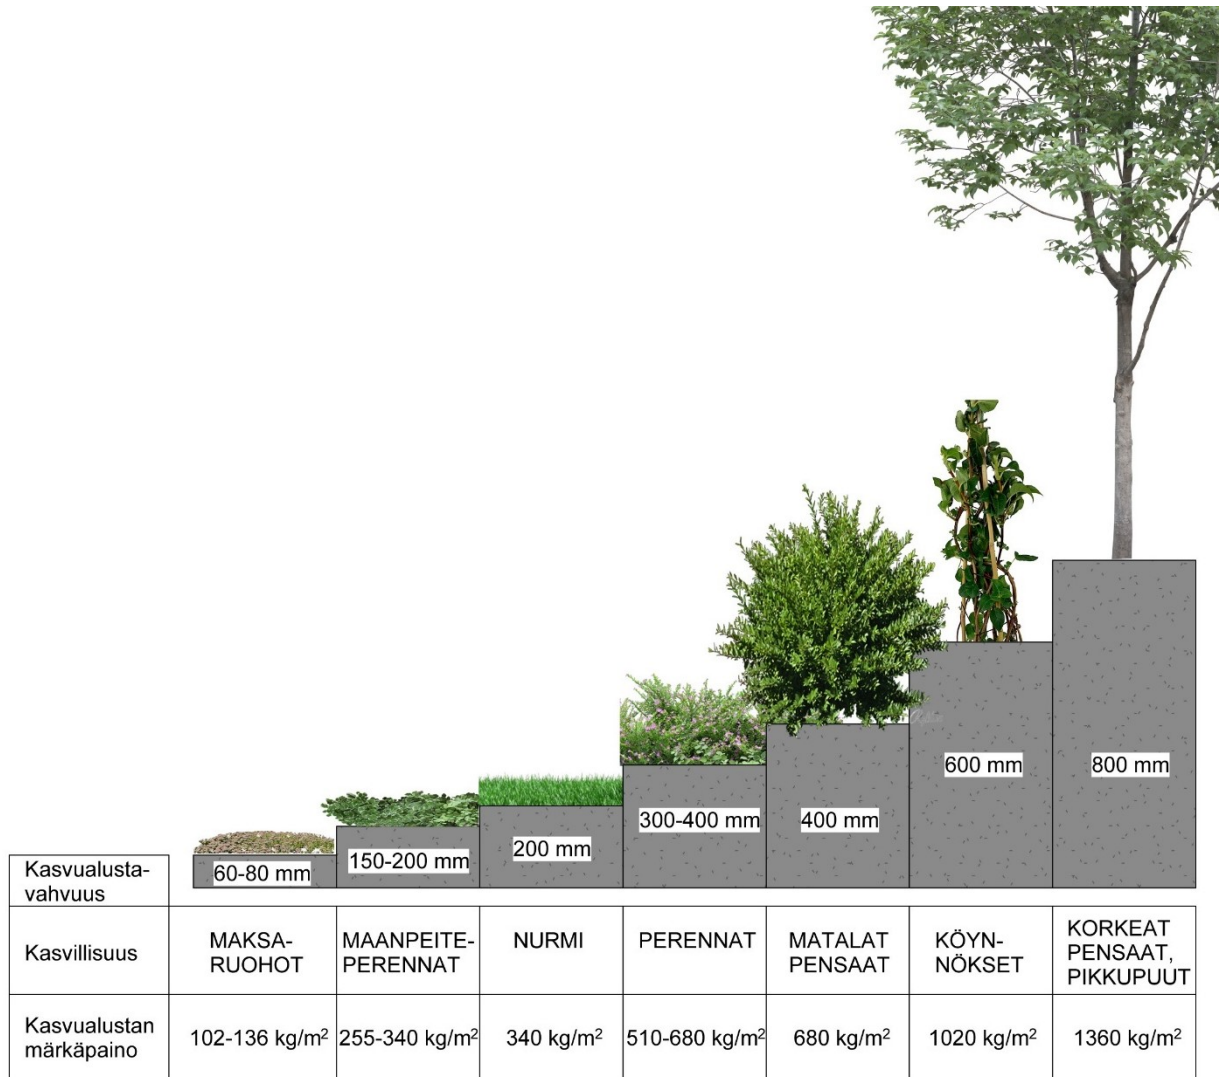 800 mm
600 mm
400 mm
300-400 mm
200 mm
150-200 mm
60-80 mm
Kasvualusta-
vahvuus
Kasvillisuus
MAKSA-
RUOHOT
MAANPEITE-
PERENNAT
NURMI
PERENNAT
MATALAT
PENSAAT
KÖYN-
NÖKSET
KORKEAT
PENSAAT,
PIKKUPUUT
Kasvualustan
märkäpaino
102-136 kg/m²
255-340 kg/m²
340 kg/m²
510-680 kg/m²
680 kg/m²
1020 kg/m²
1360 kg/m²